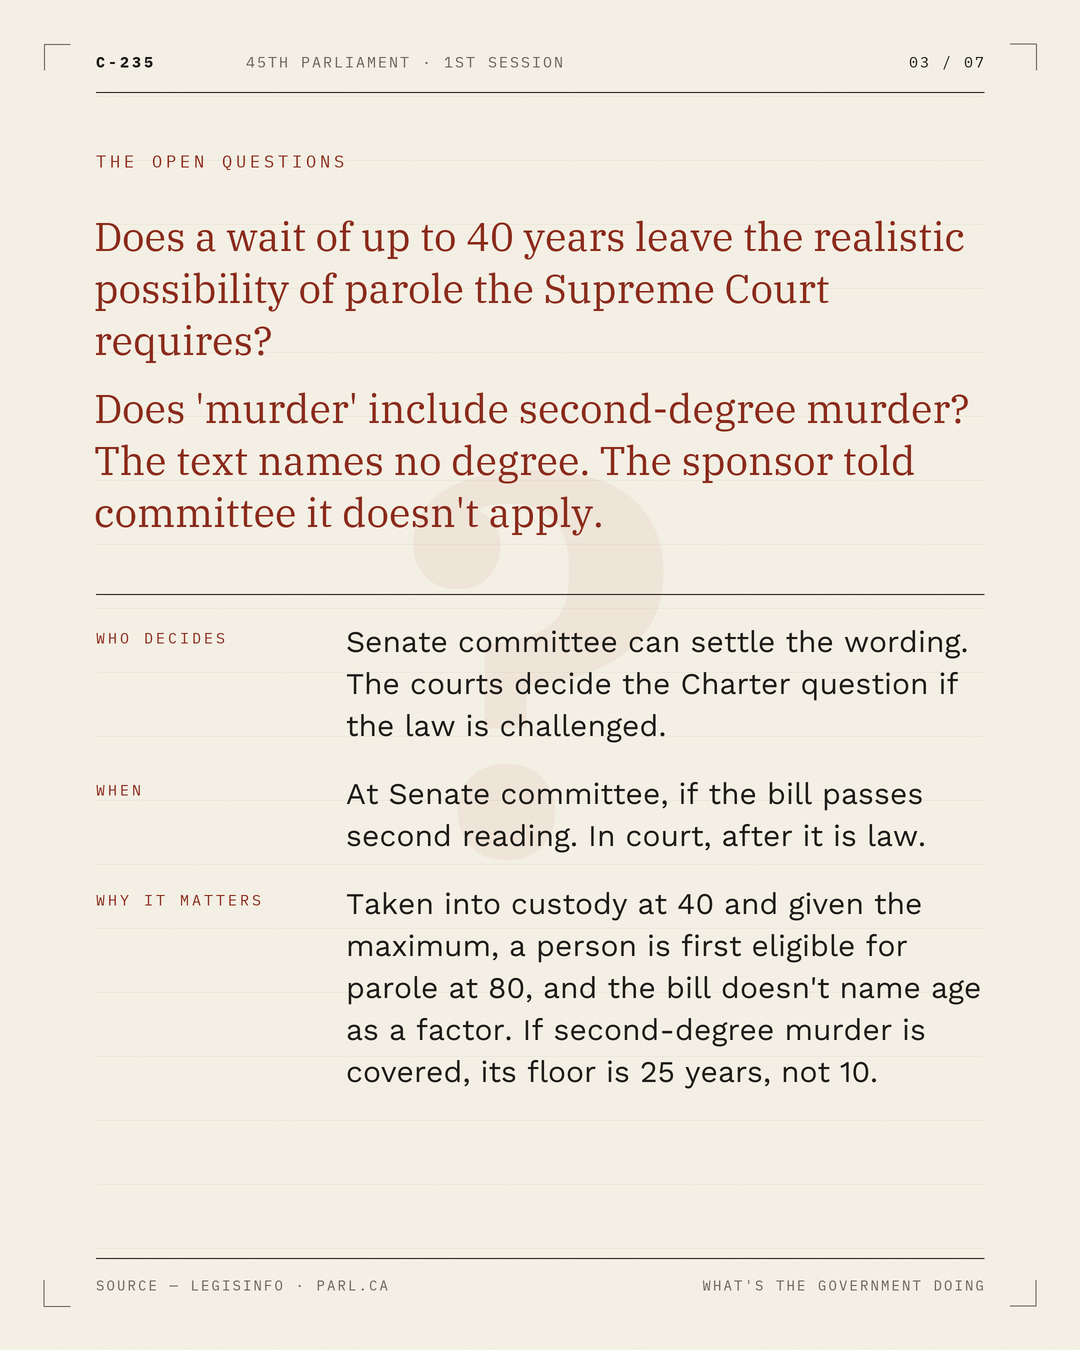 C-235 45TH PARLIAMENT · 1ST SESSION 03 / 07
THE OPEN QUESTIONS
Does a wait of up to 40 years leave the realistic
possibility of parole the Supreme Court
requires?
Does 'murder' include second-degree murder?
The text names no degree. The sponsor told
committee it doesn't apply.
WHO DECIDES
Senate committee can settle the wording.
The courts decide the Charter question if
the law is challenged.
WHEN
At Senate committee, if the bill passes
second reading. In court, after it is law.
WHY IT MATTERS
Taken into custody at 40 and given the
maximum, a person is first eligible for
parole at 80, and the bill doesn't name age
as a factor. If second-degree murder is
covered, its floor is 25 years, not 10.
SOURCE — LEGISINFO · PARL.CA WHAT'S THE GOVERNMENT DOING